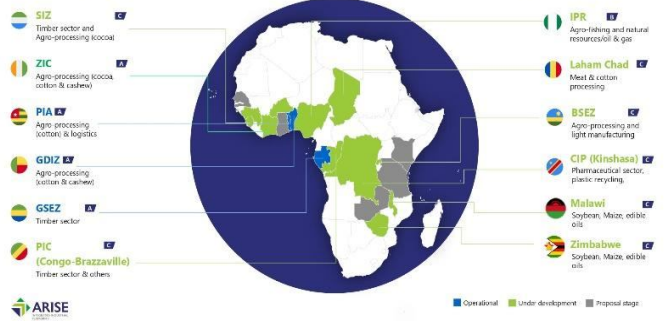 SIZ C
Timber sector and
Agro-processing (cocoa)
ZIC A
Agro-processing (cocoa,
cotton & cashew)
PIA A
Agro-processing
(cotton) & logistics
GDIZ A
Agro-processing
(cotton & cashew)
GSEZ A
Timber sector
PIC C
(Congo-Brazzaville)
Timber sector & others
ARISE
IPR B
Agro-fishing and natural
resources/oil & gas
Laham Chad C
Meat & cotton
processing
BSEZ C
Agro-processing and
light manufacturing
CIP (Kinshasa) C
Pharmaceutical sector,
plastic recycling,
Malawi C
Soybean, Maize, edible
oils
Zimbabwe C
Soybean, Maize, edible
oils
Operational Under development Proposal stage